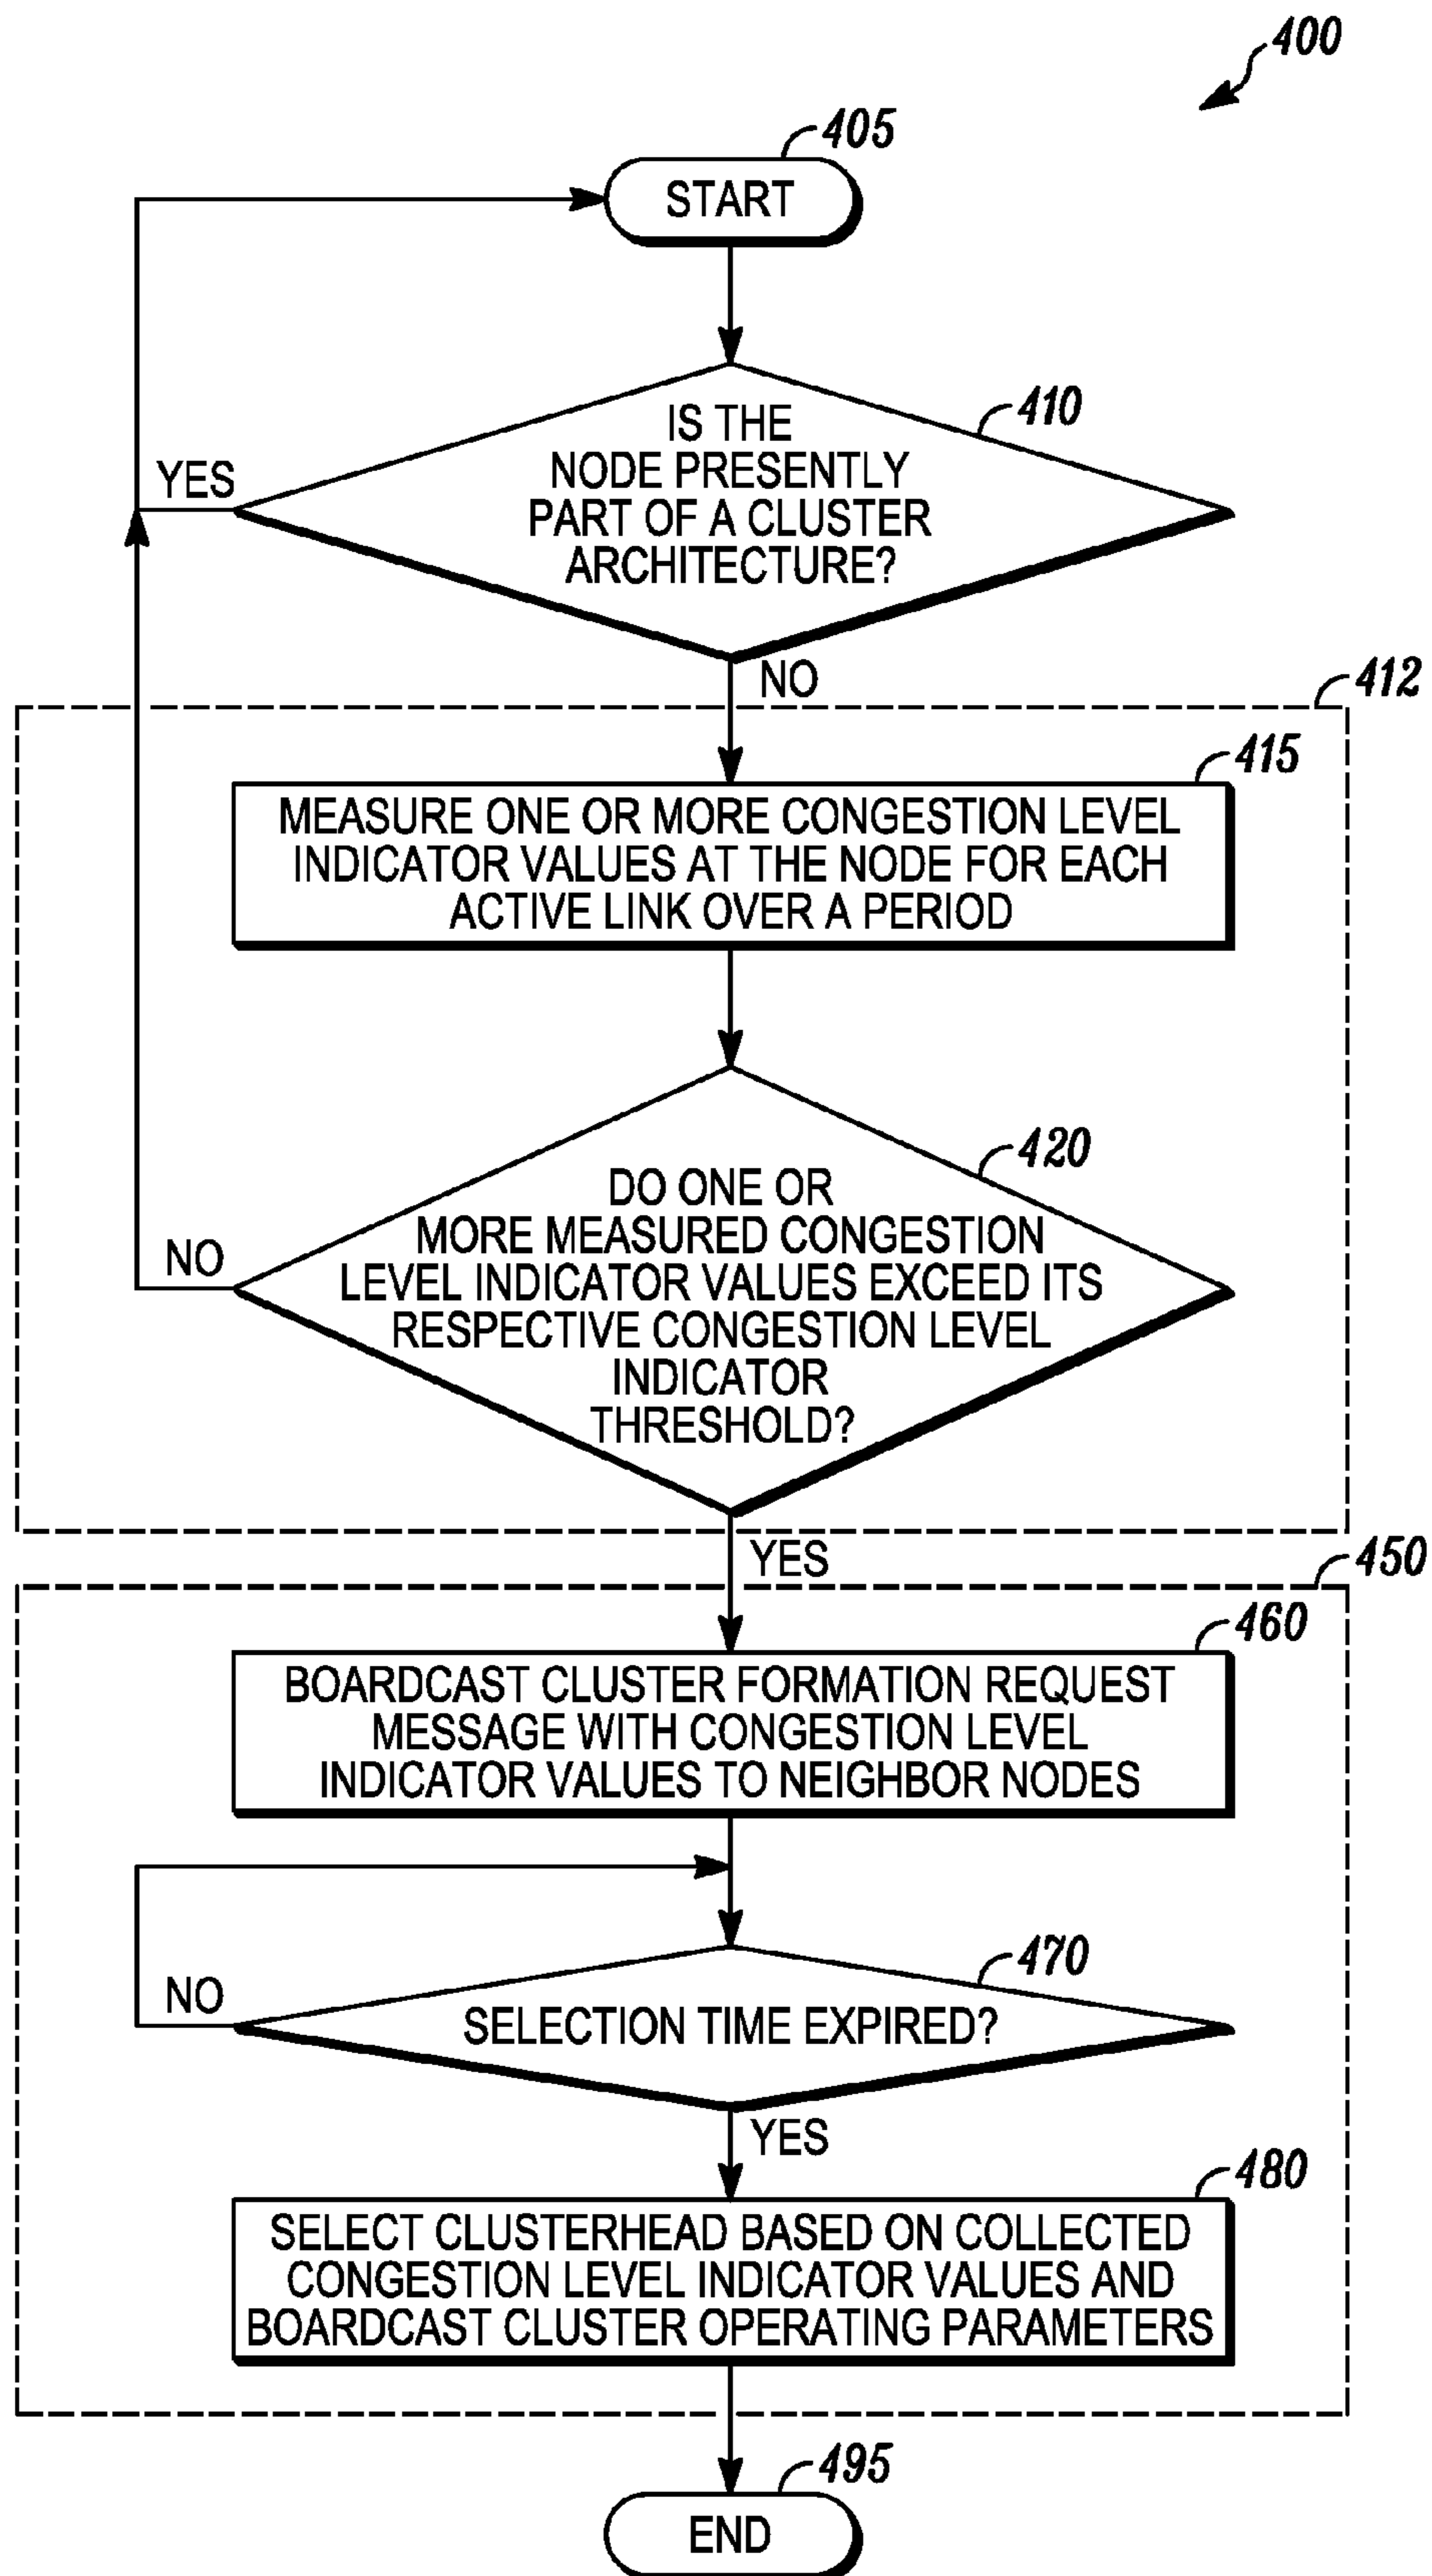 400
405
START
410
IS THE
NODE PRESENTLY
PART OF A CLUSTER
ARCHITECTURE?
YES
NO
412
415
MEASURE ONE OR MORE CONGESTION LEVEL
INDICATOR VALUES AT THE NODE FOR EACH
ACTIVE LINK OVER A PERIOD
420
DO ONE OR
MORE MEASURED CONGESTION
LEVEL INDICATOR VALUES EXCEED ITS
RESPECTIVE CONGESTION LEVEL
INDICATOR
THRESHOLD?
NO
YES
450
460
BOARDCAST CLUSTER FORMATION REQUEST
MESSAGE WITH CONGESTION LEVEL
INDICATOR VALUES TO NEIGHBOR NODES
470
SELECTION TIME EXPIRED?
NO
YES
480
SELECT CLUSTERHEAD BASED ON COLLECTED
CONGESTION LEVEL INDICATOR VALUES AND
BOARDCAST CLUSTER OPERATING PARAMETERS
495
END